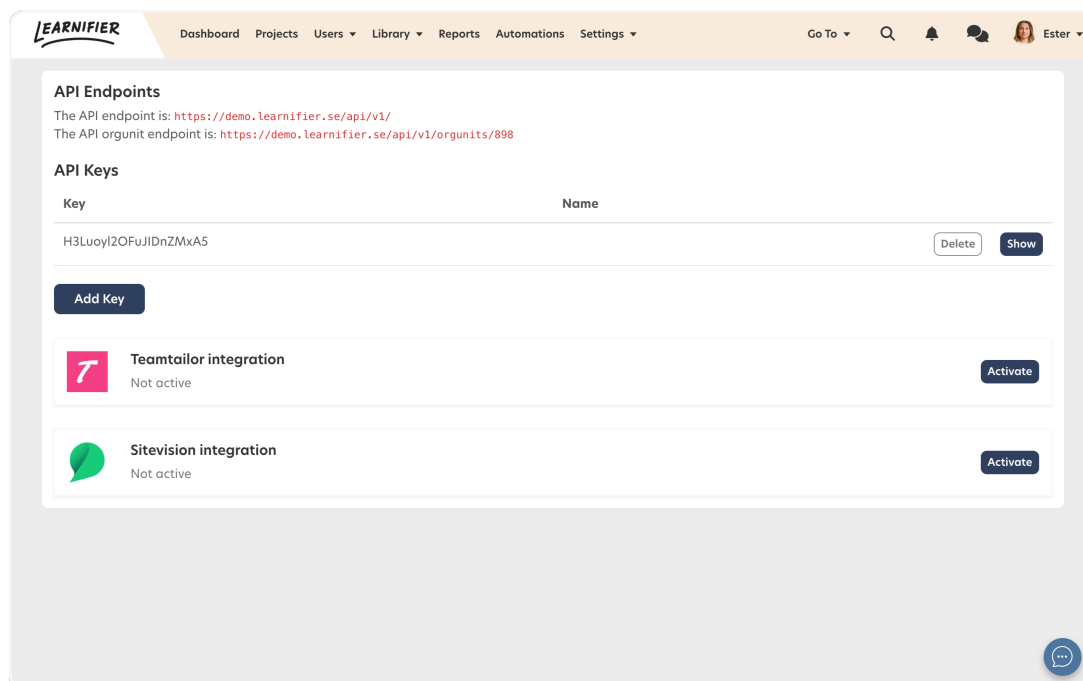 LEARNIFIER Dashboard Projects Users Library Reports Automations Settings Go To Ester
API Endpoints
The API endpoint is: https://demo.learnifier.se/api/v1/
The API orgunit endpoint is: https://demo.learnifier.se/api/v1/orgunits/898
API Keys
Key Name
H3Luoyl2OFuJIDnZMxA5 Delete Show
Add Key
Teamtailor integration
Not active
Activate
Sitevision integration
Not active
Activate